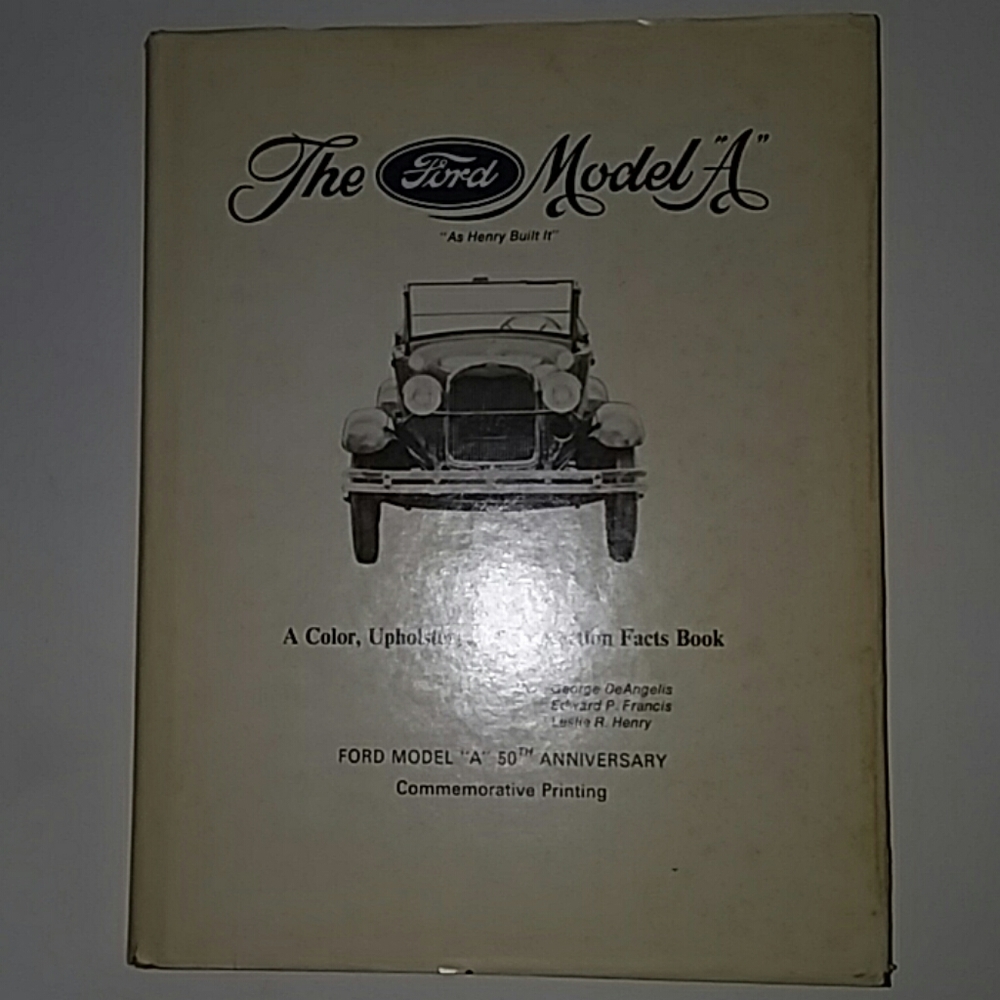 The Ford Model "A"
"As Henry Built It"
A Color, Facts Book
George DeAngelis
Edward P. Francis
Leslie R. Henry
FORD MODEL "A" 50TH ANNIVERSARY
Commemorative Printing